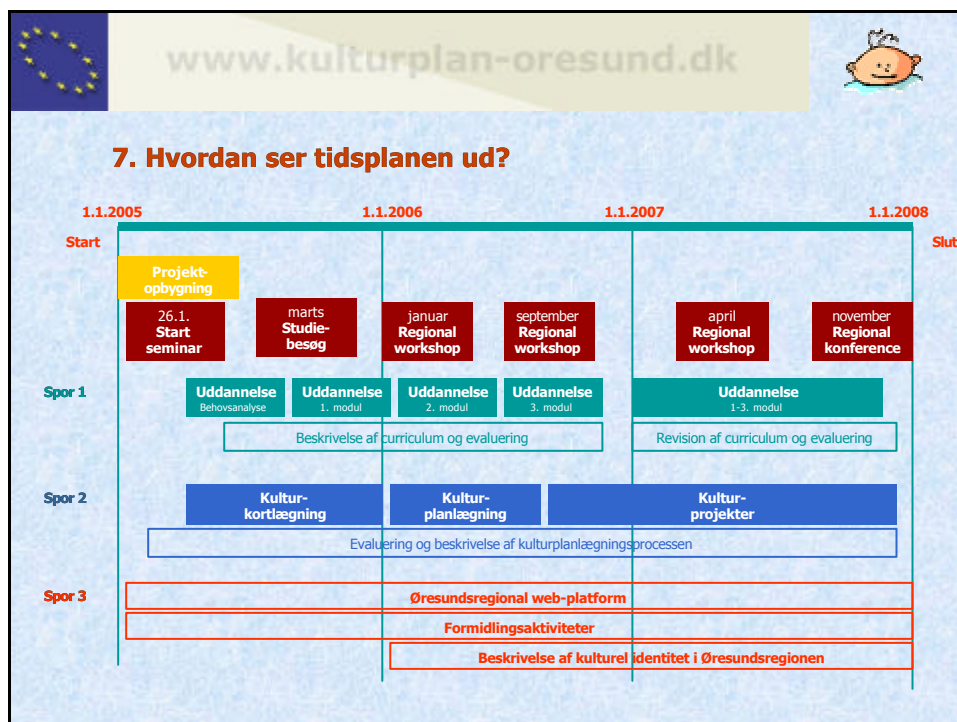 www.kulturplan-oresund.dk
7. Hvordan ser tidsplanen ud?
1.1.2005
1.1.2006
1.1.2007
1.1.2008
Start
Slut
Projekt-
opbygning
26.1.
Start
seminar
marts
Studie-
besøg
januar
Regional
workshop
september
Regional
workshop
april
Regional
workshop
november
Regional
konference
Spor 1
Uddannelse
Behovsanalyse
Uddannelse
1. modul
Uddannelse
2. modul
Uddannelse
3. modul
Uddannelse
1-3. modul
Beskrivelse af curriculum og evaluering
Revision af curriculum og evaluering
Spor 2
Kultur-
kortlægning
Kultur-
planlægning
Kultur-
projekter
Evaluering og beskrivelse af kulturplanlægningsprocessen
Spor 3
Øresundsregional web-platform
Formidlingsaktiviteter
Beskrivelse af kulturel identitet i Øresundsregionen